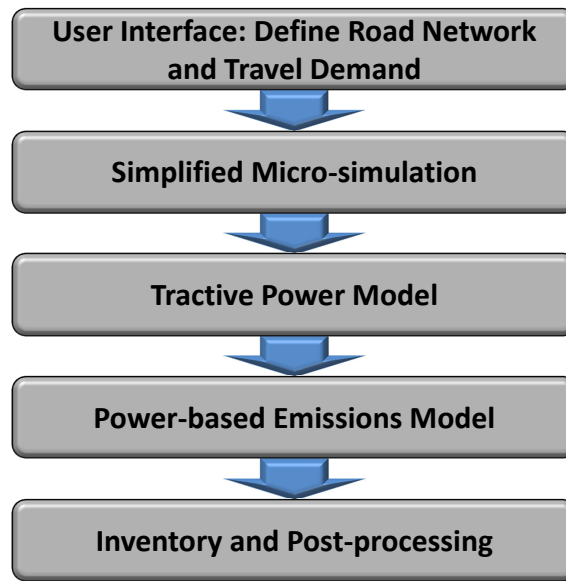 User Interface: Define Road Network
and Travel Demand
Simplified Micro-simulation
Tractive Power Model
Power-based Emissions Model
Inventory and Post-processing